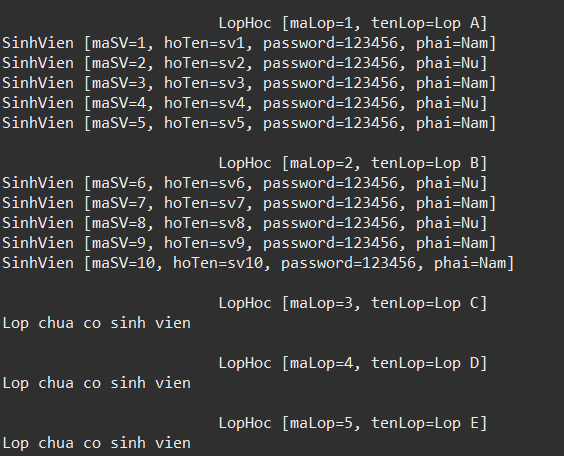 LopHoc [maLop=1, tenLop=Lop A]
SinhVien [maSV=1, hoTen=sv1, password=123456, phai=Nam]
SinhVien [maSV=2, hoTen=sv2, password=123456, phai=Nu]
SinhVien [maSV=3, hoTen=sv3, password=123456, phai=Nam]
SinhVien [maSV=4, hoTen=sv4, password=123456, phai=Nu]
SinhVien [maSV=5, hoTen=sv5, password=123456, phai=Nam]
LopHoc [maLop=2, tenLop=Lop B]
SinhVien [maSV=6, hoTen=sv6, password=123456, phai=Nu]
SinhVien [maSV=7, hoTen=sv7, password=123456, phai=Nam]
SinhVien [maSV=8, hoTen=sv8, password=123456, phai=Nu]
SinhVien [maSV=9, hoTen=sv9, password=123456, phai=Nam]
SinhVien [maSV=10, hoTen=sv10, password=123456, phai=Nam]
LopHoc [maLop=3, tenLop=Lop C]
Lop chua co sinh vien
LopHoc [maLop=4, tenLop=Lop D]
Lop chua co sinh vien
LopHoc [maLop=5, tenLop=Lop E]
Lop chua co sinh vien